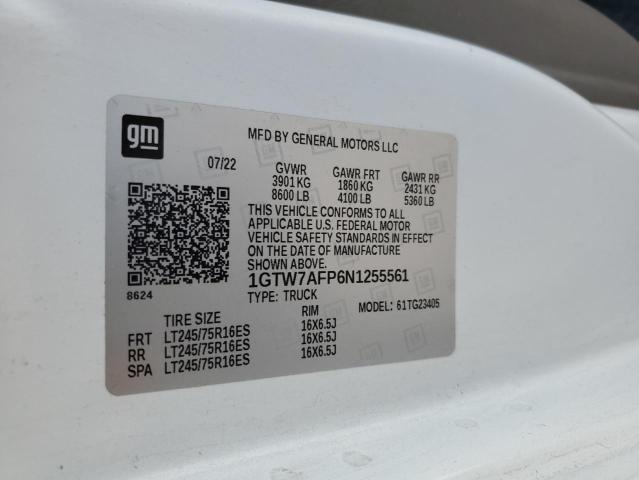 gm
MFD BY GENERAL MOTORS LLC
07/22 GVWR GAWR FRT GAWR RR
3901 KG 1860 KG 2431 KG
8600 LB 4100 LB 5360 LB
THIS VEHICLE CONFORMS TO ALL
APPLICABLE U.S. FEDERAL MOTOR
VEHICLE SAFETY STANDARDS IN EFFECT
ON THE DATE OF MANUFACTURE
SHOWN ABOVE.
8624 1GTW7AFP6N1255561
TYPE: TRUCK MODEL: 61TG23405
TIRE SIZE RIM
FRT LT245/75R16ES 16X6.5J
RR LT245/75R16ES 16X6.5J
SPA LT245/75R16ES 16X6.5J